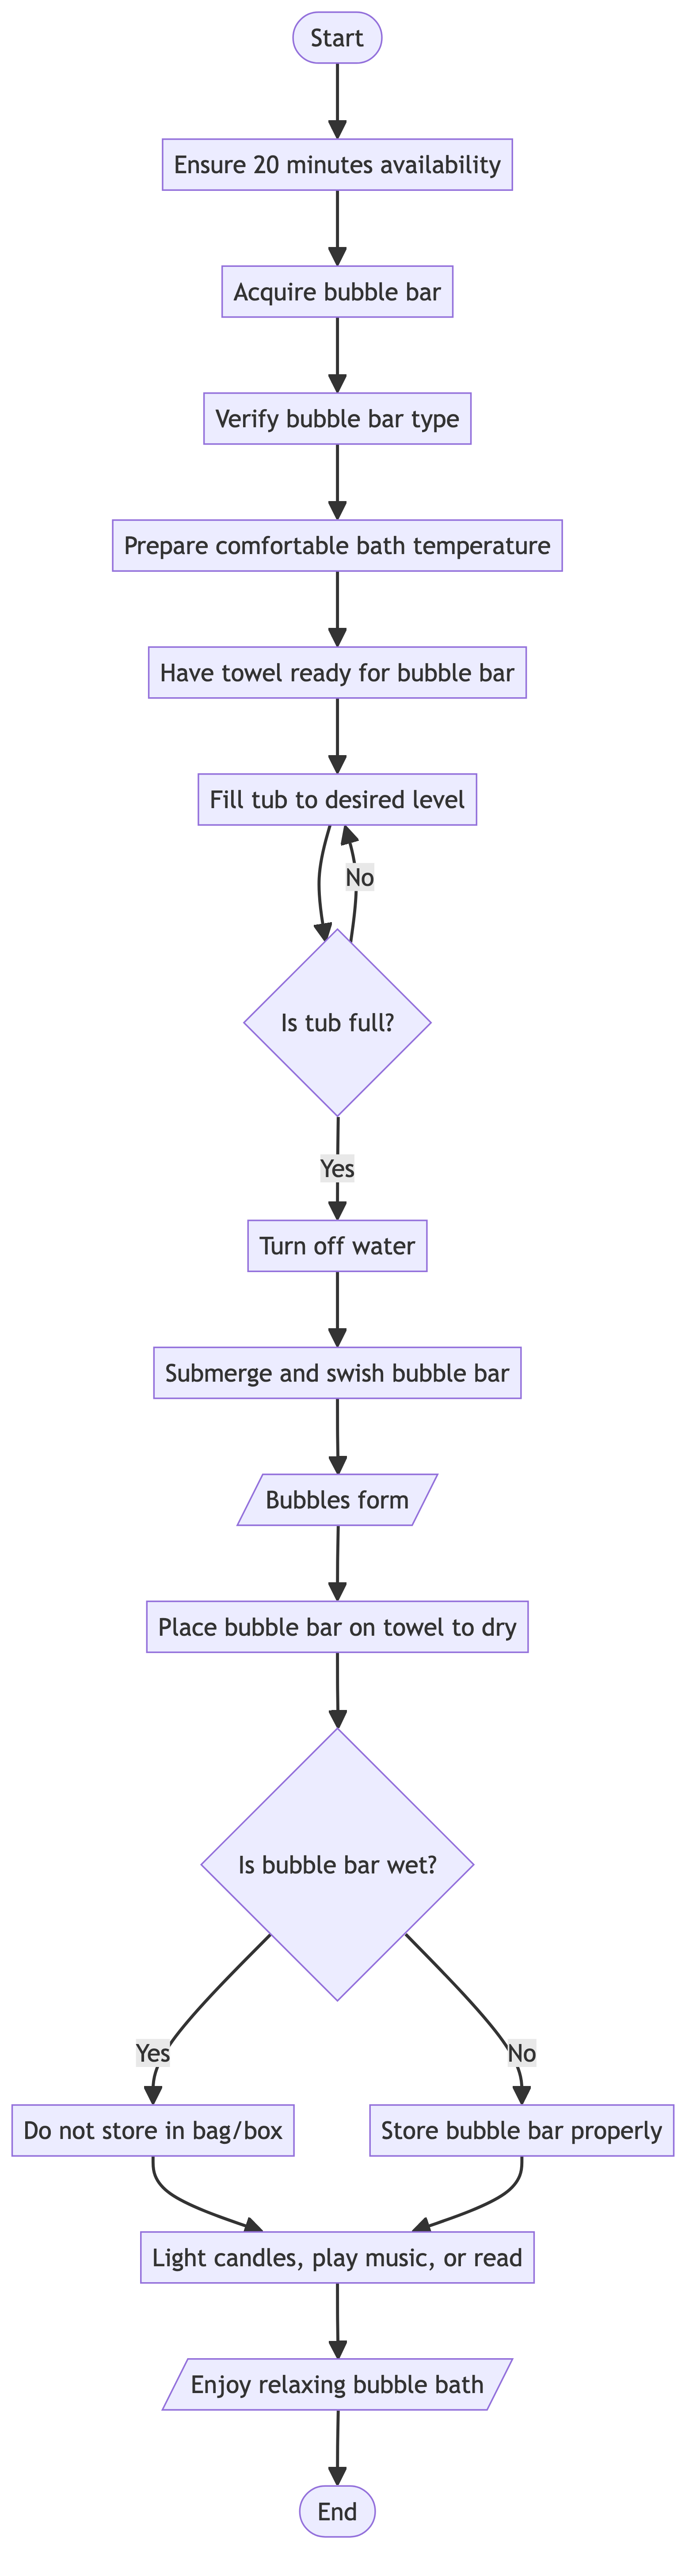 Start
Ensure 20 minutes availability
Acquire bubble bar
Verify bubble bar type
Prepare comfortable bath temperature
Have towel ready for bubble bar
Fill tub to desired level
No
Is tub full?
Yes
Turn off water
Submerge and swish bubble bar
Bubbles form
Place bubble bar on towel to dry
Is bubble bar wet?
Yes
No
Do not store in bag/box
Store bubble bar properly
Light candles, play music, or read
Enjoy relaxing bubble bath
End